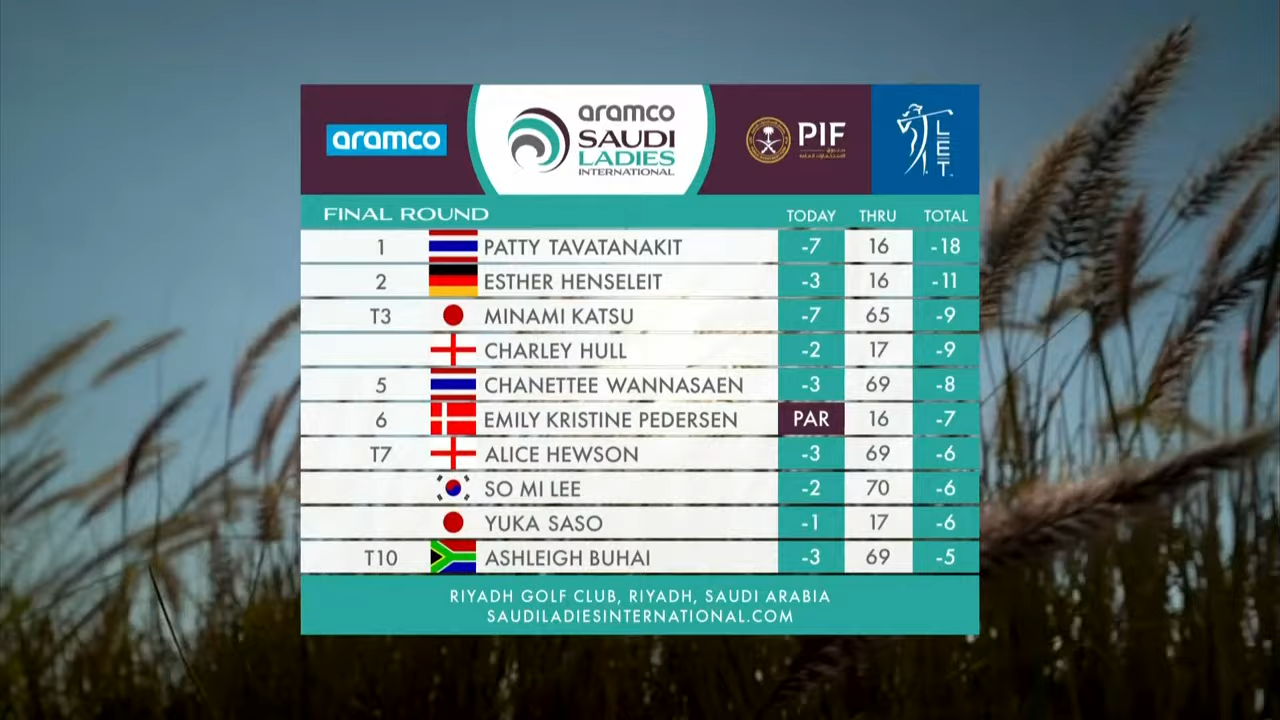 aramco
aramco
SAUDI
LADIES
INTERNATIONAL
PIF
LET
FINAL ROUND TODAY THRU TOTAL
1 PATTY TAVATANAKIT -7 16 -18
2 ESTHER HENSELEIT -3 16 -11
T3 MINAMI KATSU -7 65 -9
CHARLEY HULL -2 17 -9
5 CHANETTEE WANNASAEN -3 69 -8
6 EMILY KRISTINE PEDERSEN PAR 16 -7
T7 ALICE HEWSON -3 69 -6
SO MI LEE -2 70 -6
YUKA SASO -1 17 -6
T10 ASHLEIGH BUHAI -3 69 -5
RIYADH GOLF CLUB, RIYADH, SAUDI ARABIA
SAUDILADIESINTERNATIONAL.COM